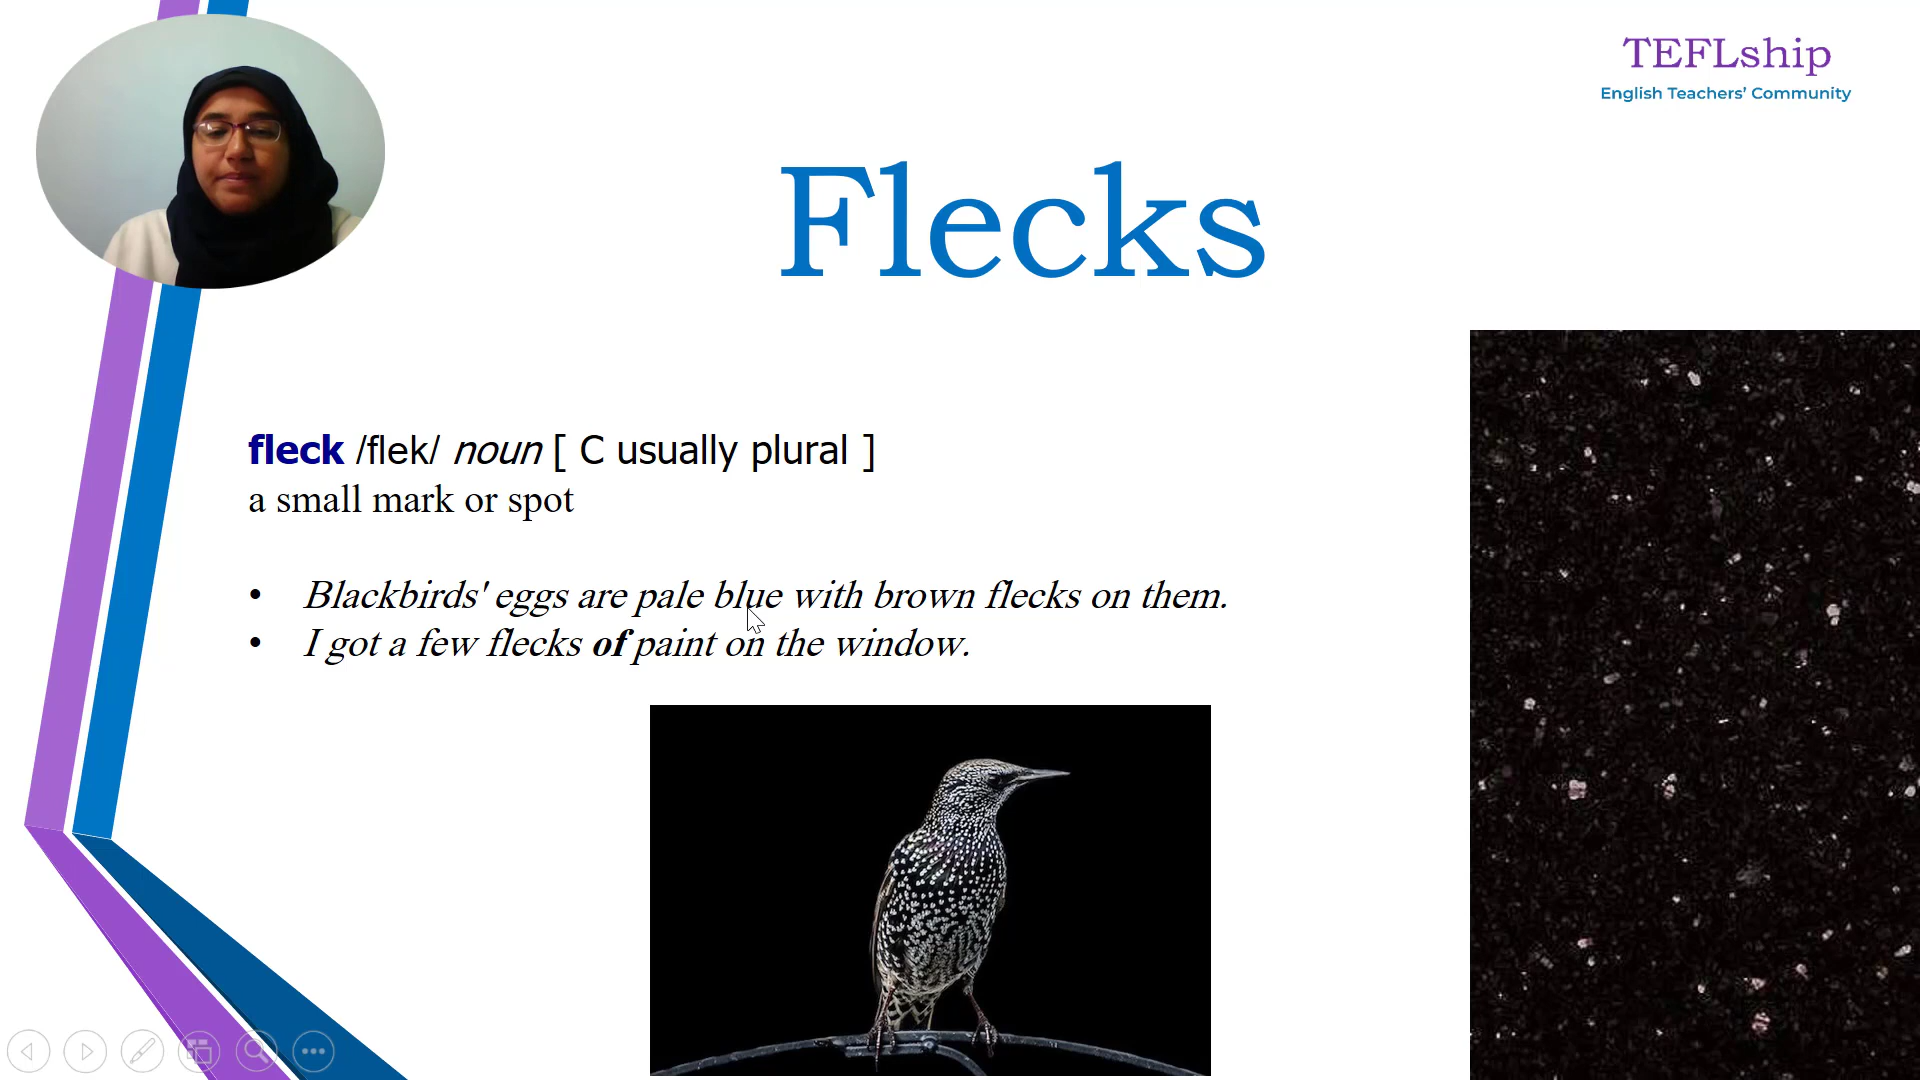 TEFLship
English Teachers' Community
Flecks
fleck /flek/ noun [ C usually plural ]
a small mark or spot
• Blackbirds' eggs are pale blue with brown flecks on them.
• I got a few flecks of paint on the window.